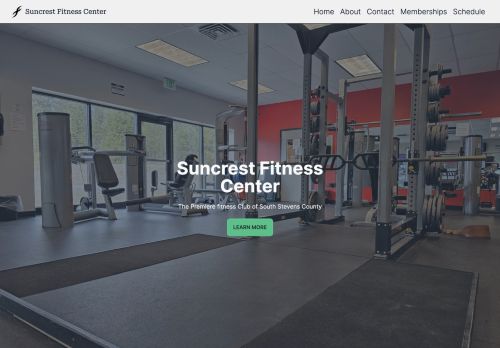 Suncrest Fitness Center
Home About Contact Memberships Schedule
Suncrest Fitness
Center
The Premiere fitness Club of South Stevens County
LEARN MORE